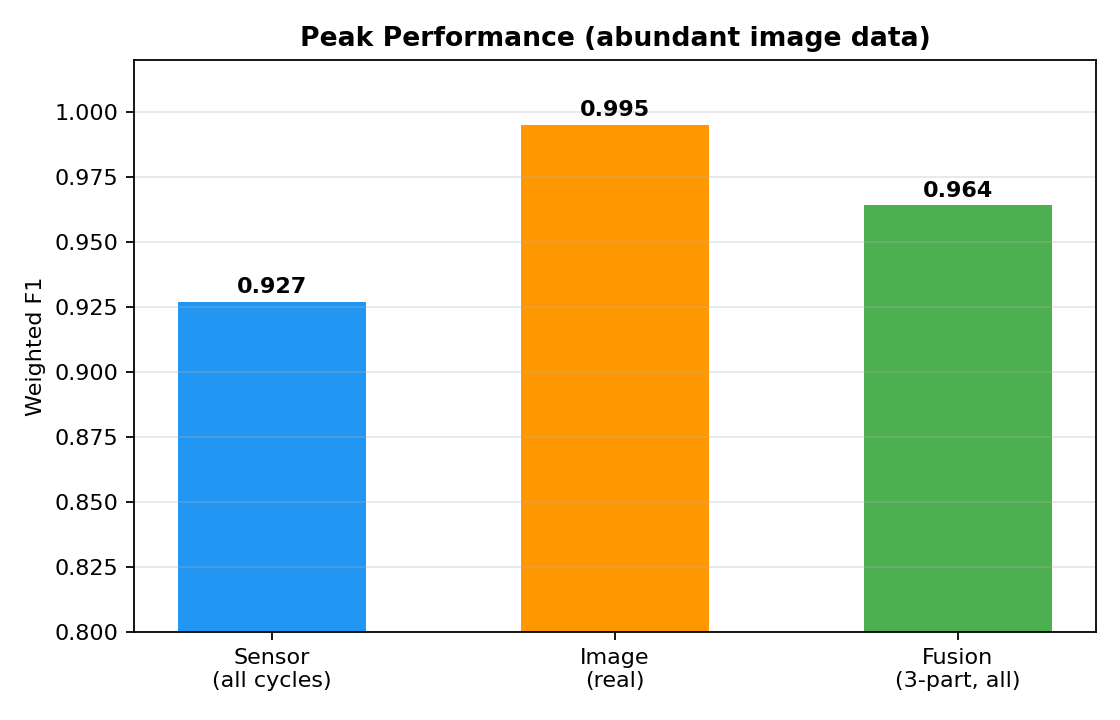 Peak Performance (abundant image data)
1.000
0.975
0.950
0.925
0.900
0.875
0.850
0.825
0.800
Weighted F1
0.927
0.995
0.964
Sensor
(all cycles)
Image
(real)
Fusion
(3-part, all)